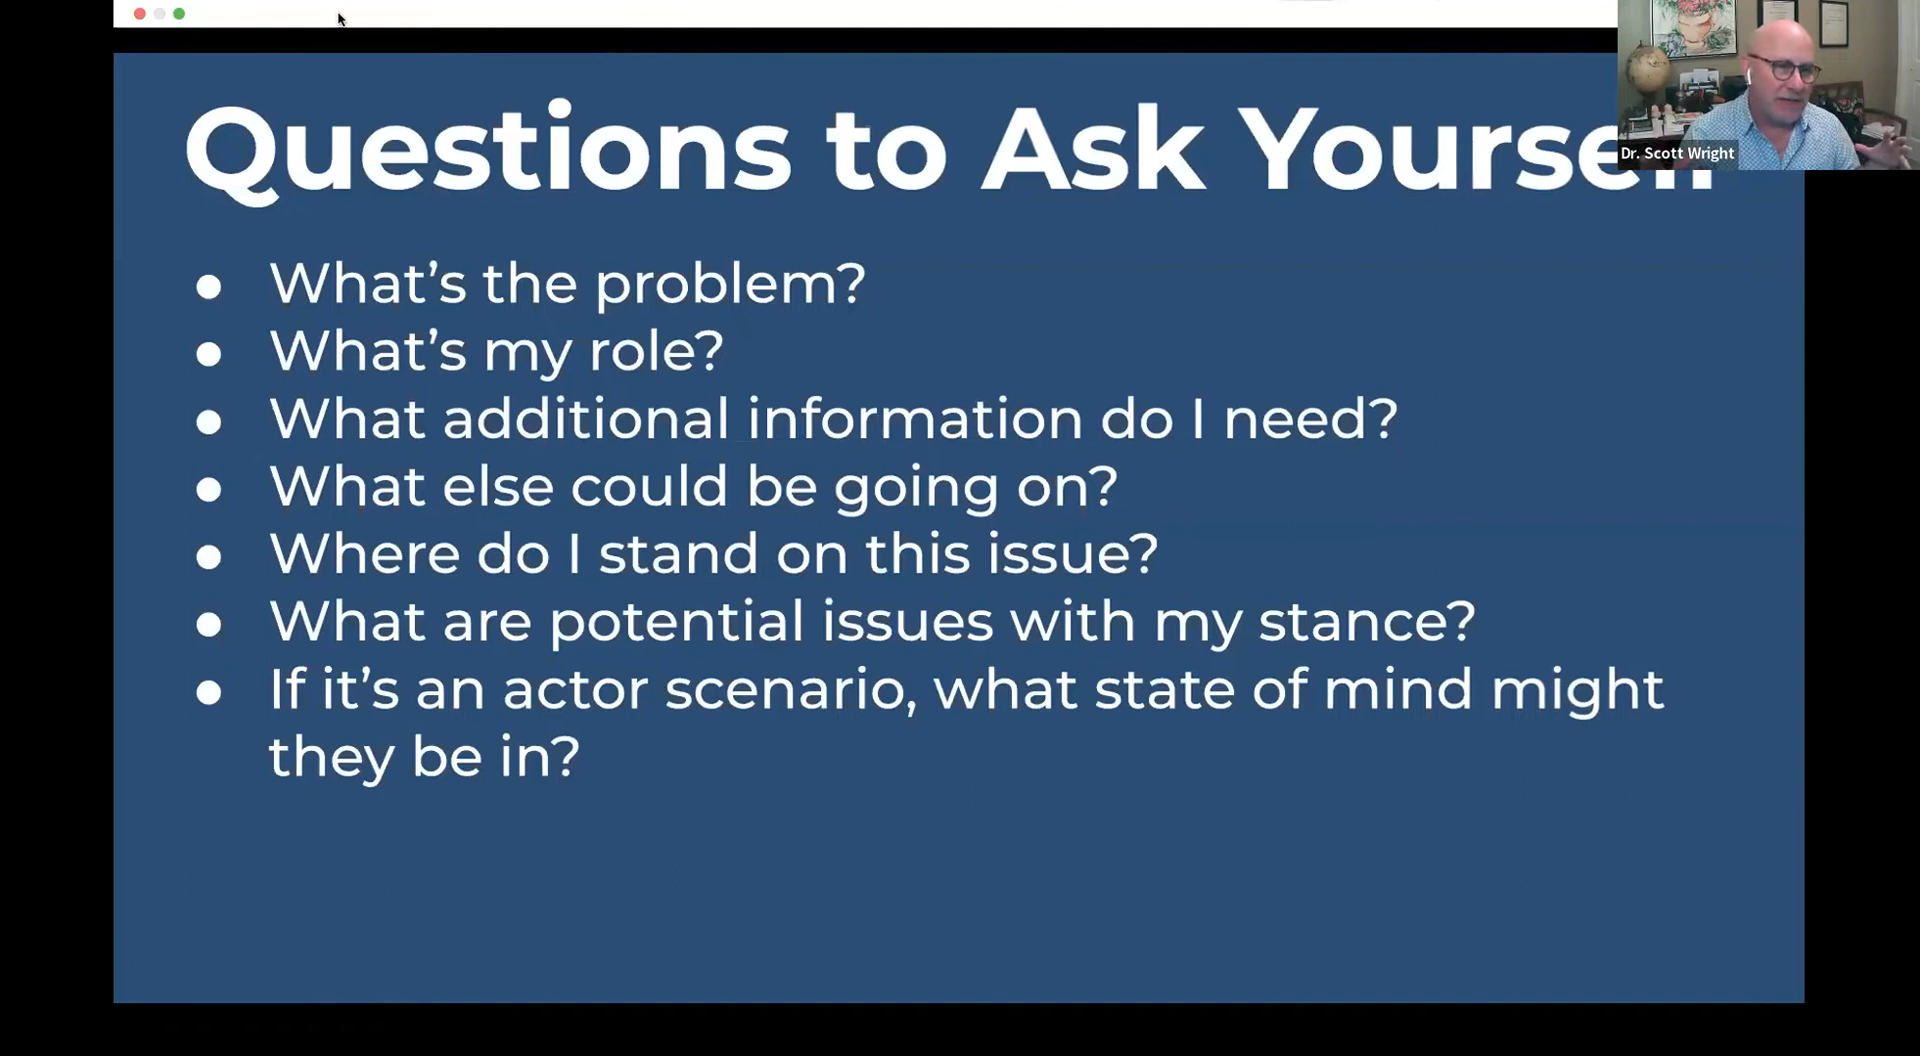 Questions to Ask Yourself
Dr. Scott Wright
● What’s the problem?
● What’s my role?
● What additional information do I need?
● What else could be going on?
● Where do I stand on this issue?
● What are potential issues with my stance?
● If it’s an actor scenario, what state of mind might
they be in?